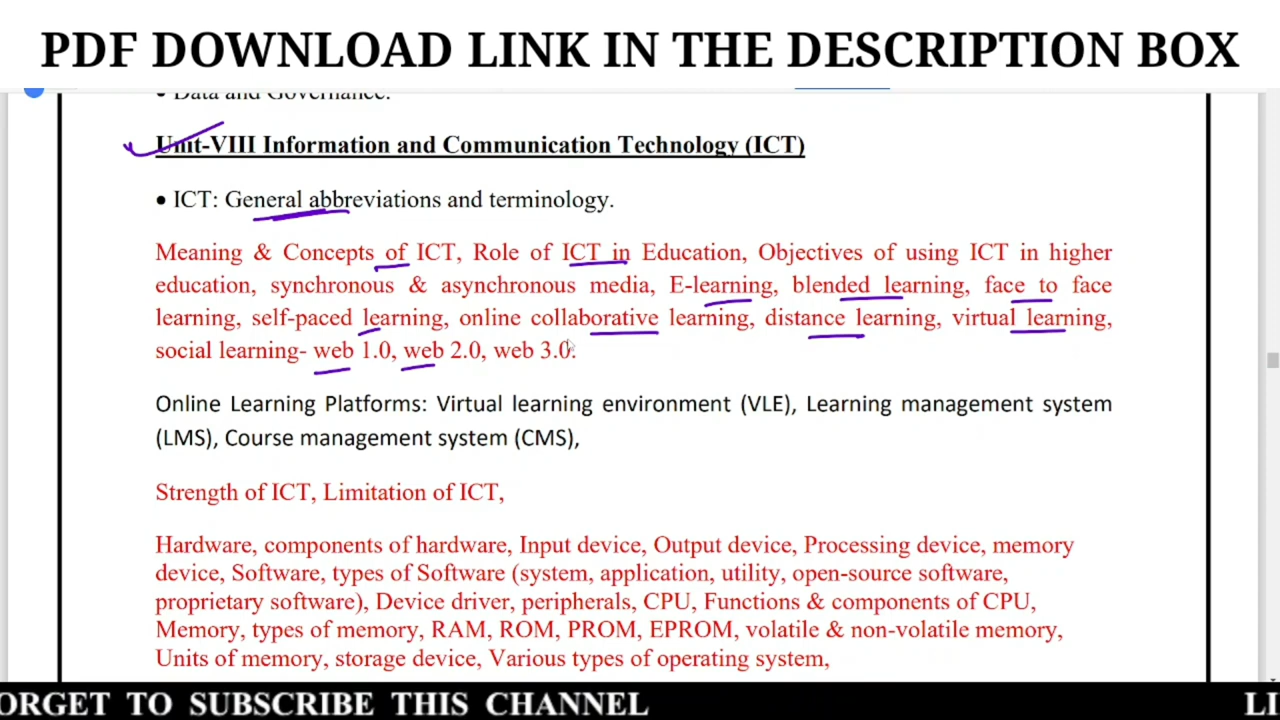 PDF DOWNLOAD LINK IN THE DESCRIPTION BOX
• Data and Governance.
Unit-VIII Information and Communication Technology (ICT)
• ICT: General abbreviations and terminology.
Meaning & Concepts of ICT, Role of ICT in Education, Objectives of using ICT in higher
education, synchronous & asynchronous media, E-learning, blended learning, face to face
learning, self-paced learning, online collaborative learning, distance learning, virtual learning,
social learning- web 1.0, web 2.0, web 3.0.
Online Learning Platforms: Virtual learning environment (VLE), Learning management system
(LMS), Course management system (CMS),
Strength of ICT, Limitation of ICT,
Hardware, components of hardware, Input device, Output device, Processing device, memory
device, Software, types of Software (system, application, utility, open-source software,
proprietary software), Device driver, peripherals, CPU, Functions & components of CPU,
Memory, types of memory, RAM, ROM, PROM, EPROM, volatile & non-volatile memory,
Units of memory, storage device, Various types of operating system,
ORGET TO SUBSCRIBE THIS CHANNEL LI